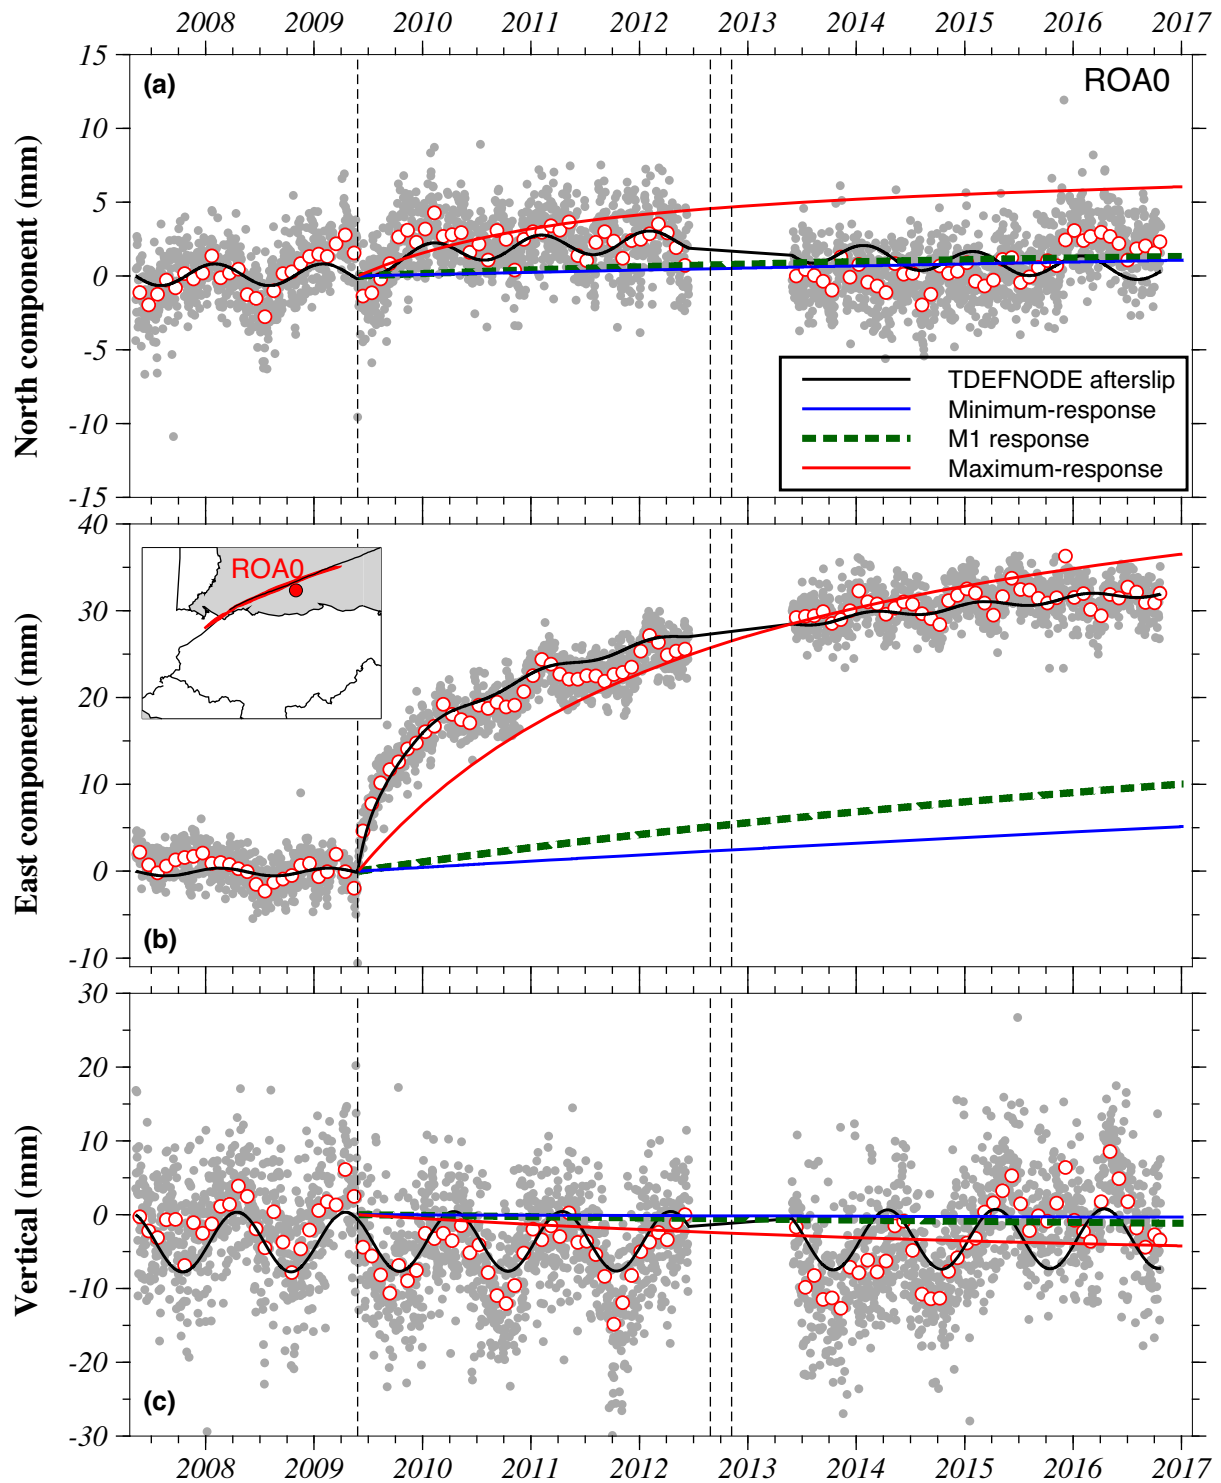 2008 2009 2010 2011 2012 2013 2014 2015 2016 2017
15
10
5
0
-5
-10
-15
North component (mm)
(a)
ROA0
TDEFNODE afterslip
Minimum-response
M1 response
Maximum-response
40
30
20
10
0
-10
East component (mm)
ROA0
(b)
30
20
10
0
-10
-20
-30
Vertical (mm)
(c)
2008 2009 2010 2011 2012 2013 2014 2015 2016 2017